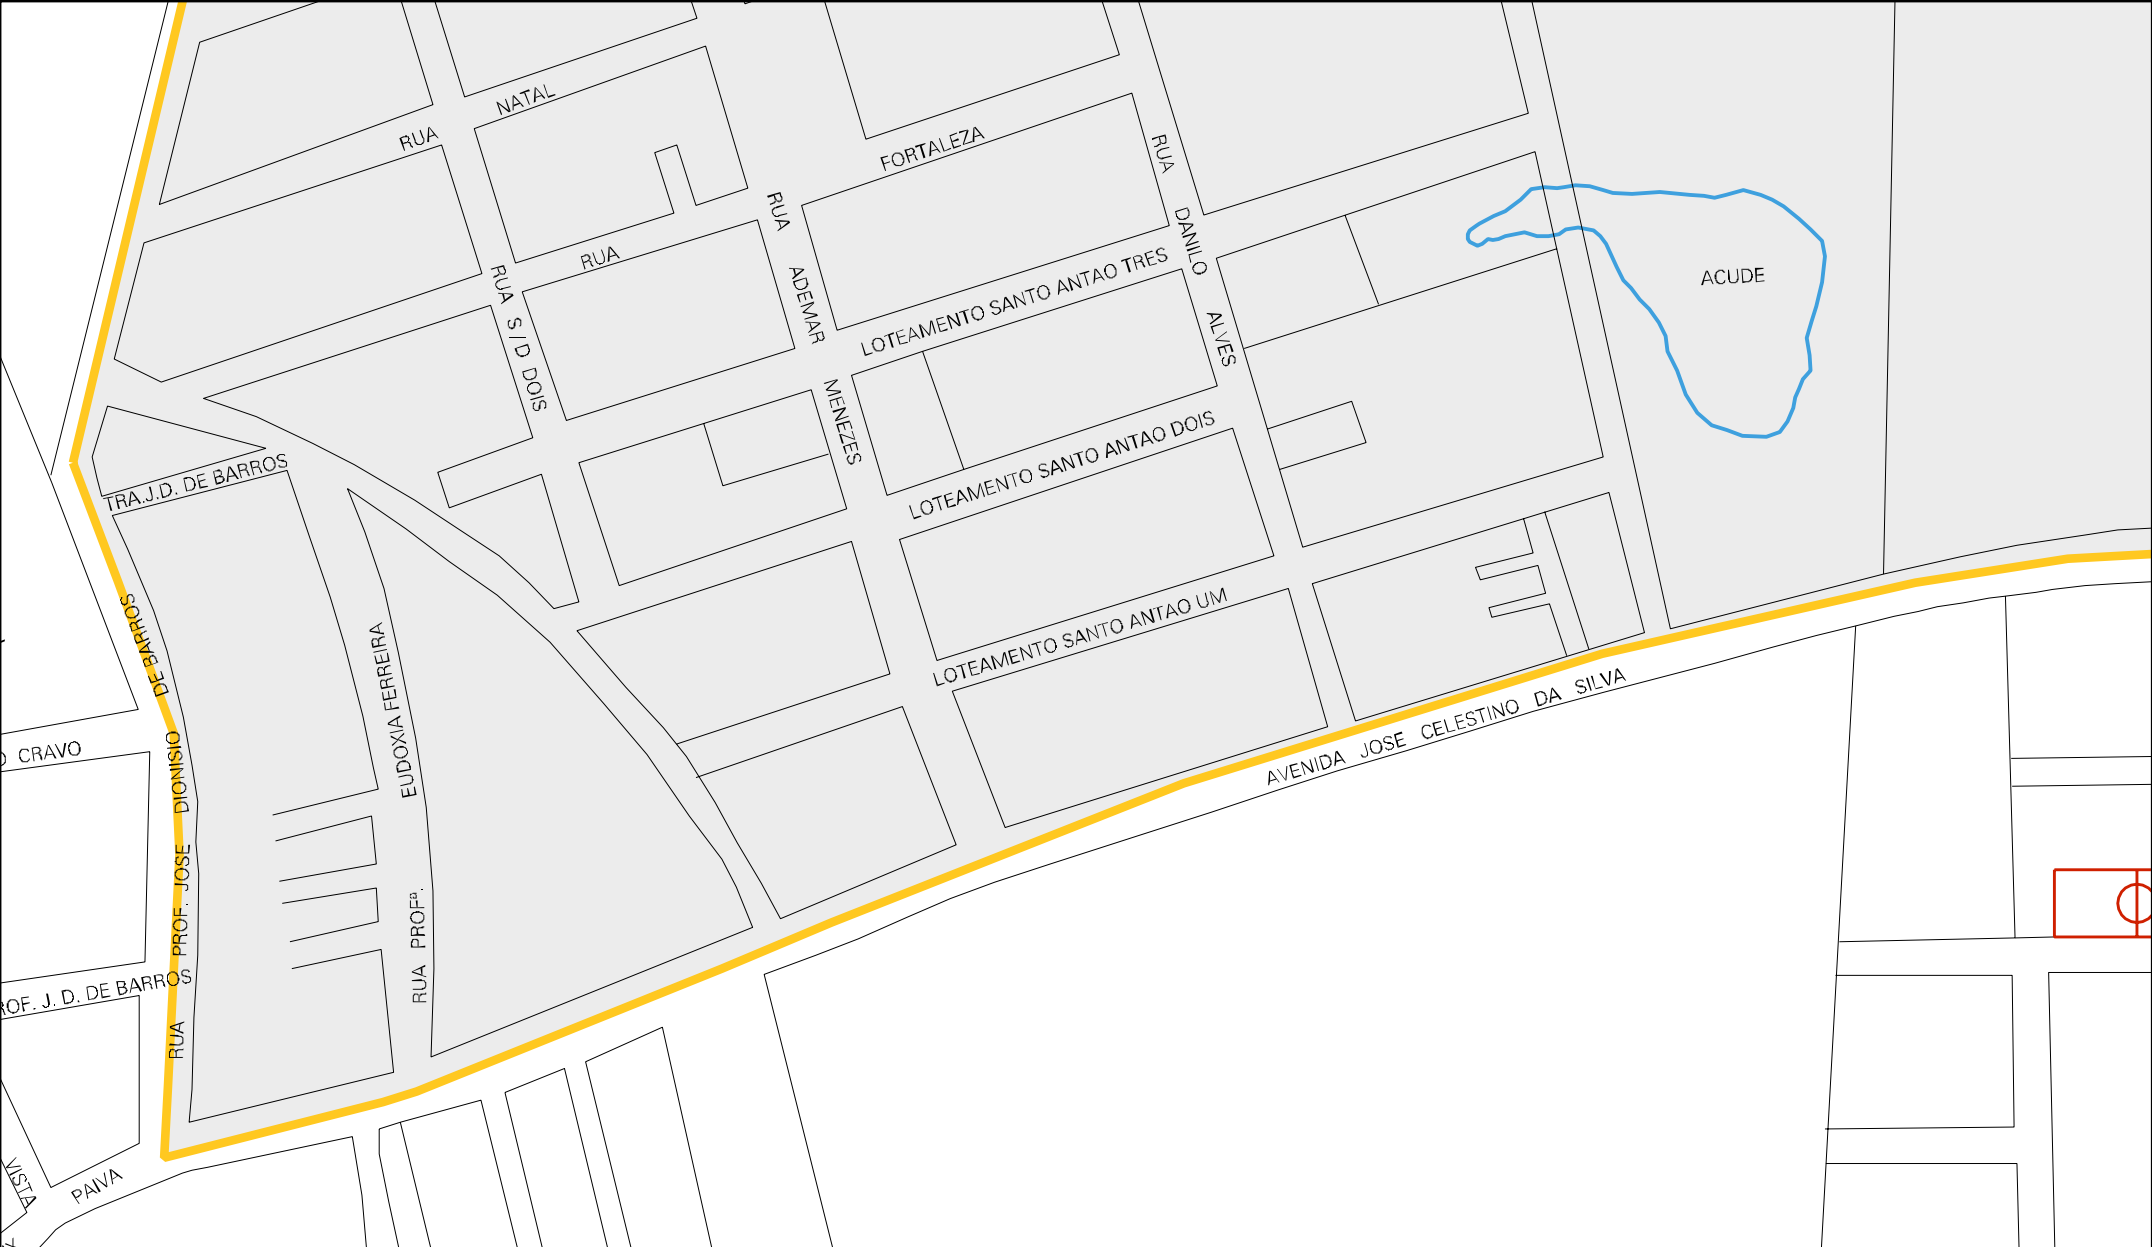 RUA NATAL
RUA FORTALEZA
RUA DANILO ALVES
RUA ADEMAR MENEZES
RUA S/D DOIS
LOTEAMENTO SANTO ANTAO TRES
ACUDE
LOTEAMENTO SANTO ANTAO DOIS
TRA.J.D. DE BARROS
LOTEAMENTO SANTO ANTAO UM
RUA PROF. JOSE DIONISIO DE BARROS
RUA PROFª. EUDOXIA FERREIRA
AVENIDA JOSE CELESTINO DA SILVA
O CRAVO
ROF. J. D. DE BARROS
PAIVA
VISTA